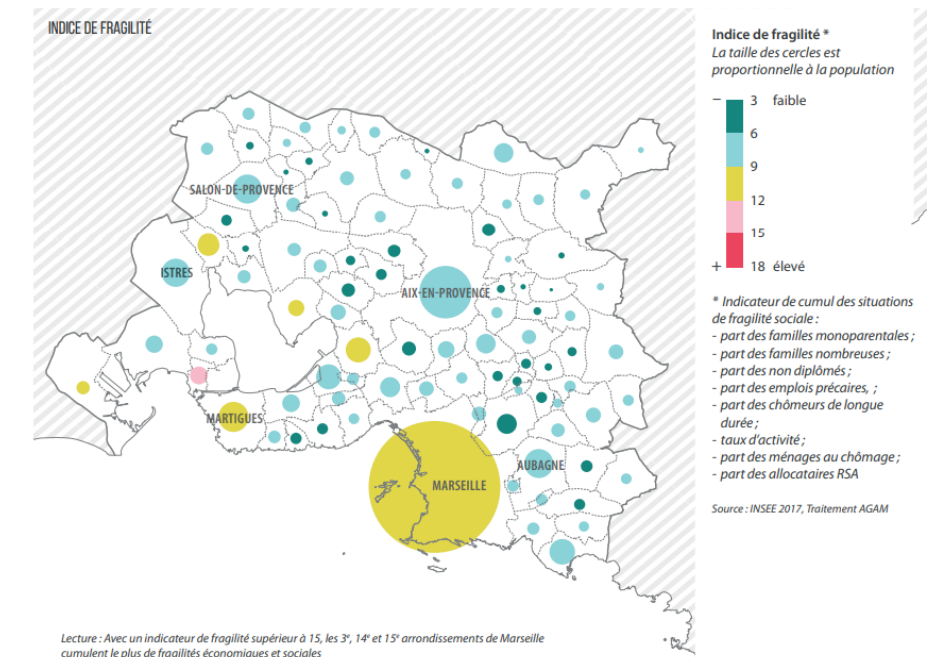 INDICE DE FRAGILITÉ
Indice de fragilité *
La taille des cercles est
proportionnelle à la population
– 3 faible
6
9
12
15
+ 18 élevé
SALON-DE-PROVENCE
ISTRES
AIX-EN-PROVENCE
MARTIGUES
MARSEILLE
AUBAGNE
* Indicateur de cumul des situations
de fragilité sociale :
- part des familles monoparentales ;
- part des familles nombreuses ;
- part des non diplômés ;
- part des emplois précaires, ;
- part des chômeurs de longue
durée ;
- taux d'activité ;
- part des ménages au chômage ;
- part des allocataires RSA
Source : INSEE 2017, Traitement AGAM
Lecture : Avec un indicateur de fragilité supérieur à 15, les 3e, 14e et 15e arrondissements de Marseille
cumulent le plus de fragilités économiques et sociales